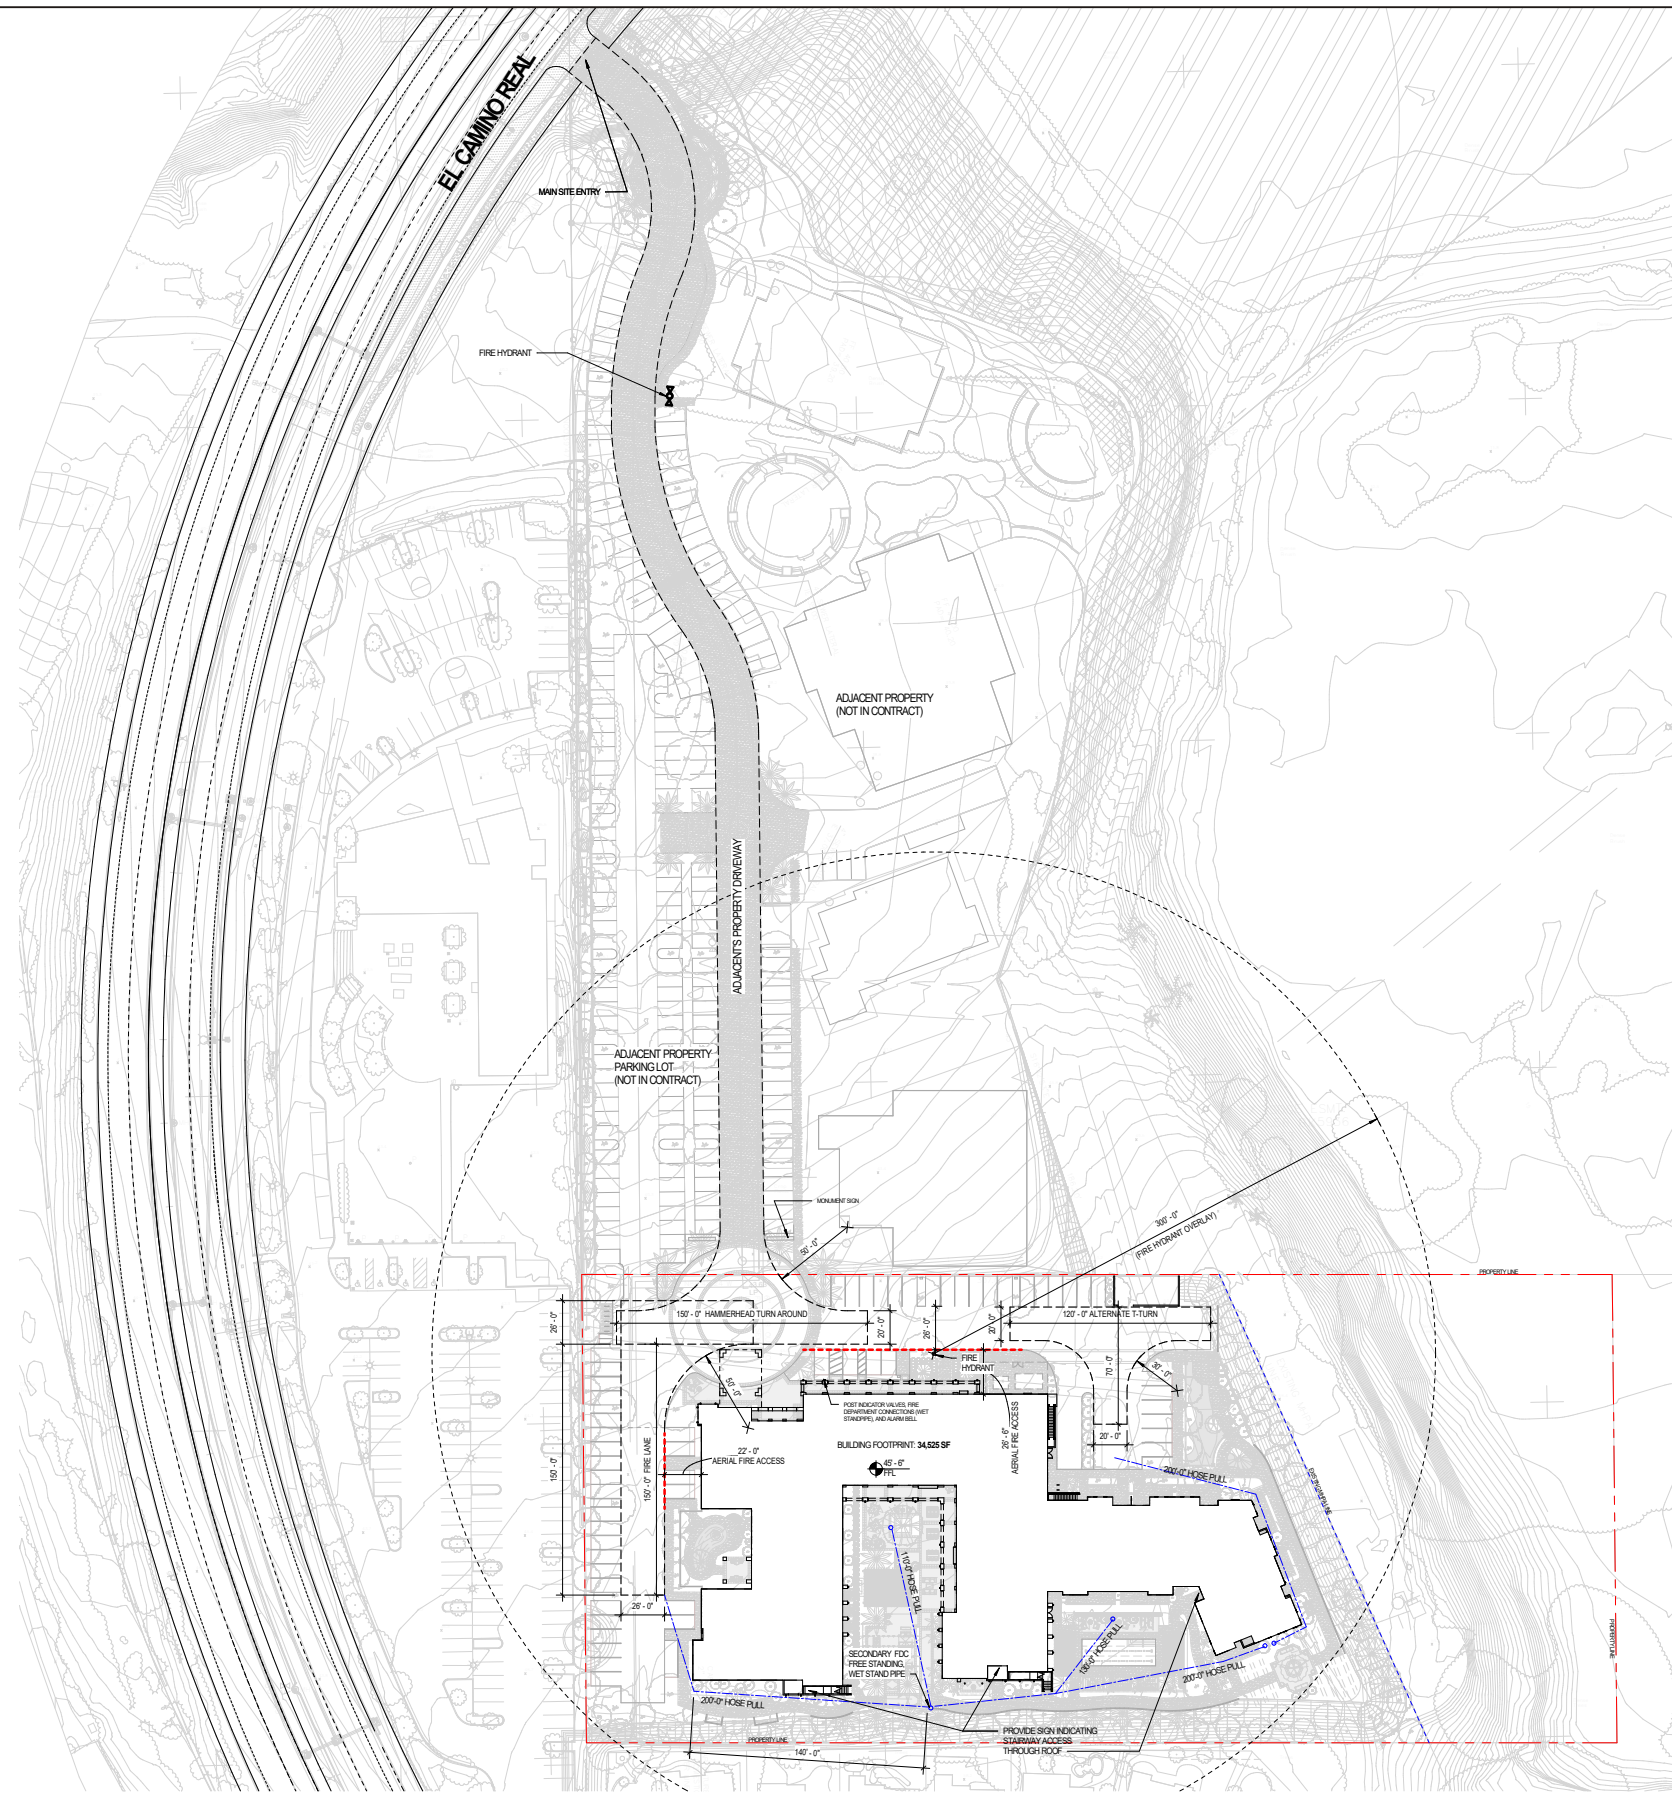 EL CAMINO REAL
MAIN SITE ENTRY
FIRE HYDRANT
ADJACENT PROPERTY
(NOT IN CONTRACT)
ADJACENT'S PROPERTY DRIVEWAY
ADJACENT PROPERTY
PARKING LOT
(NOT IN CONTRACT)
MONUMENT SIGN
50' - 0"
300' - 0"
(FIRE HYDRANT OVERLAY)
PROPERTY LINE
26' - 0"
150' - 0" HAMMERHEAD TURN AROUND
20' - 0"
26' - 0"
20' - 0"
120' - 0" ALTERNATE T-TURN
FIRE
HYDRANT
70' - 0"
30' - 0"
50' - 0"
POST INDICATOR VALVES, FIRE
DEPARTMENT CONNECTIONS (WET
STANDPIPE), AND ALARM BELL
20' - 0"
BUILDING FOOTPRINT: 34,525 SF
22' - 0"
AERIAL FIRE ACCESS
45' - 6"
FFL
26' - 6"
AERIAL FIRE ACCESS
150' - 0"
150' - 0" FIRE LANE
200'-0" HOSE PULL
110'-0" HOSE PULL
26' - 0"
130'-0" HOSE PULL
SECONDARY FDC
FREE STANDING,
WET STAND PIPE
200'-0" HOSE PULL
200'-0" HOSE PULL
PROPERTY LINE
PROVIDE SIGN INDICATING
STAIRWAY ACCESS
THROUGH ROOF
PROPERTY LINE
140' - 0"